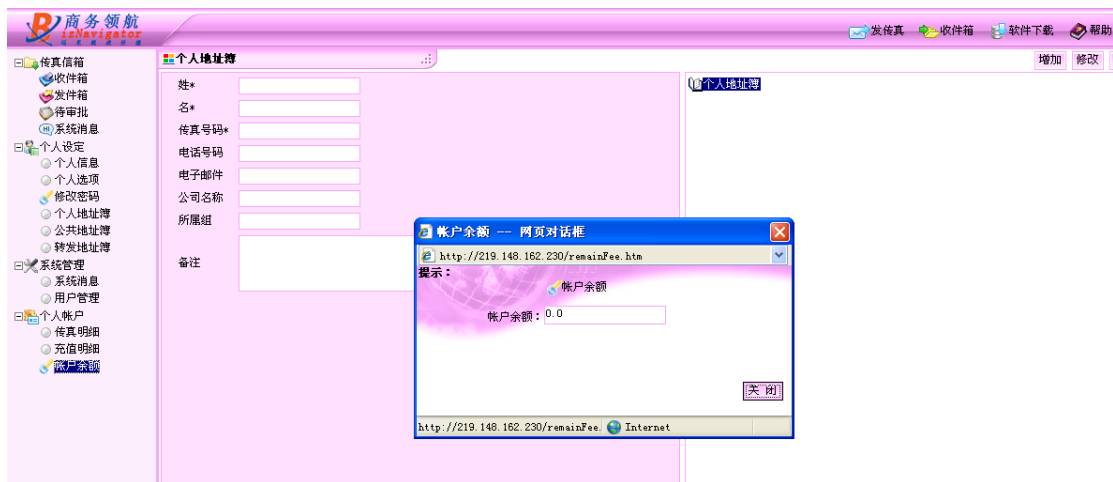 商务领航
BizNavigator
信息舰载价值
发传真 收件箱 软件下载 帮助
传真信箱
收件箱
发件箱
待审批
系统消息
个人设定
个人信息
个人选项
修改密码
个人地址簿
公共地址簿
转发地址簿
系统管理
系统消息
用户管理
个人帐户
传真明细
充值明细
帐户余额
个人地址簿
增加 修改
姓*
名*
传真号码*
电话号码
电子邮件
公司名称
所属组
备注
个人地址簿
帐户余额 -- 网页对话框
http://219.148.162.230/remainFee.htm
提示：
帐户余额
帐户余额：0.0
关 闭
http://219.148.162.230/remainFee. Internet